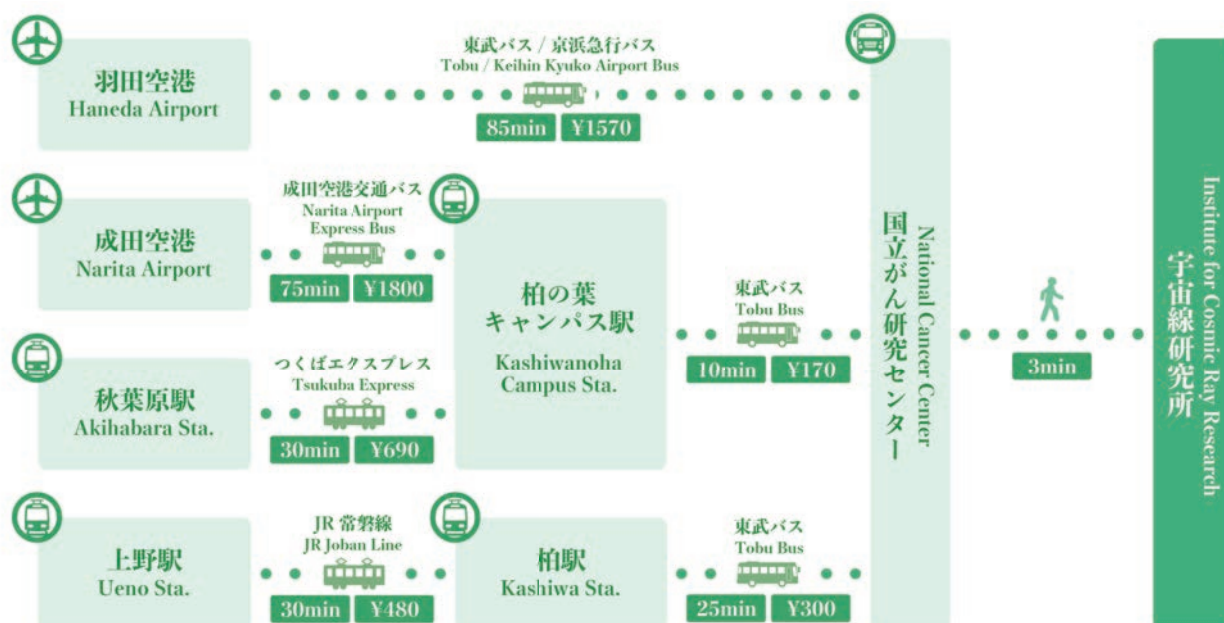 羽田空港
Haneda Airport
東武バス / 京浜急行バス
Tobu / Keihin Kyuko Airport Bus
85min ¥1570
成田空港
Narita Airport
成田空港交通バス
Narita Airport
Express Bus
75min ¥1800
秋葉原駅
Akihabara Sta.
つくばエクスプレス
Tsukuba Express
30min ¥690
柏の葉
キャンパス駅
Kashiwanoha
Campus Sta.
東武バス
Tobu Bus
10min ¥170
上野駅
Ueno Sta.
JR 常磐線
JR Joban Line
30min ¥480
柏駅
Kashiwa Sta.
東武バス
Tobu Bus
25min ¥300
国立がん研究センター
National Cancer Center
3min
宇宙線研究所
Institute for Cosmic Ray Research